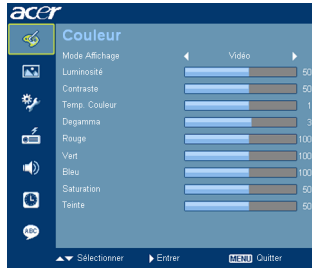 acer
Couleur
Mode Affichage Vidéo
Luminosité 50
Contraste 50
Temp. Couleur 1
Degamma 3
Rouge 100
Vert 100
Bleu 100
Saturation 50
Teinte 50
ABC
Sélectionner Entrer MENU Quitter